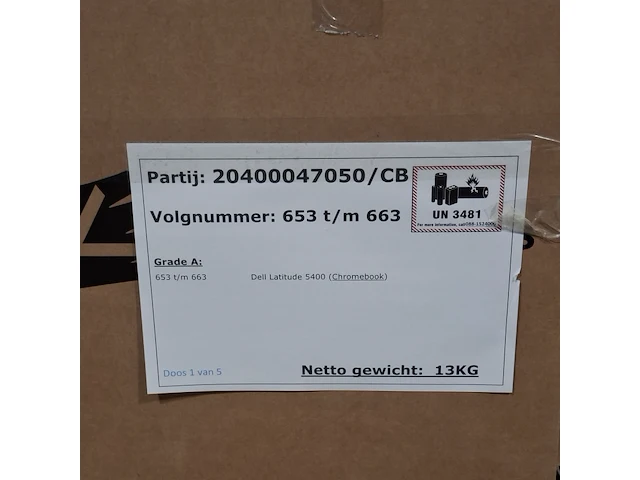 Partij: 20400047050/CB
UN 3481
Volgnummer: 653 t/m 663
Grade A:
653 t/m 663 Dell Latitude 5400 (Chromebook)
Doos 1 van 5
Netto gewicht: 13KG